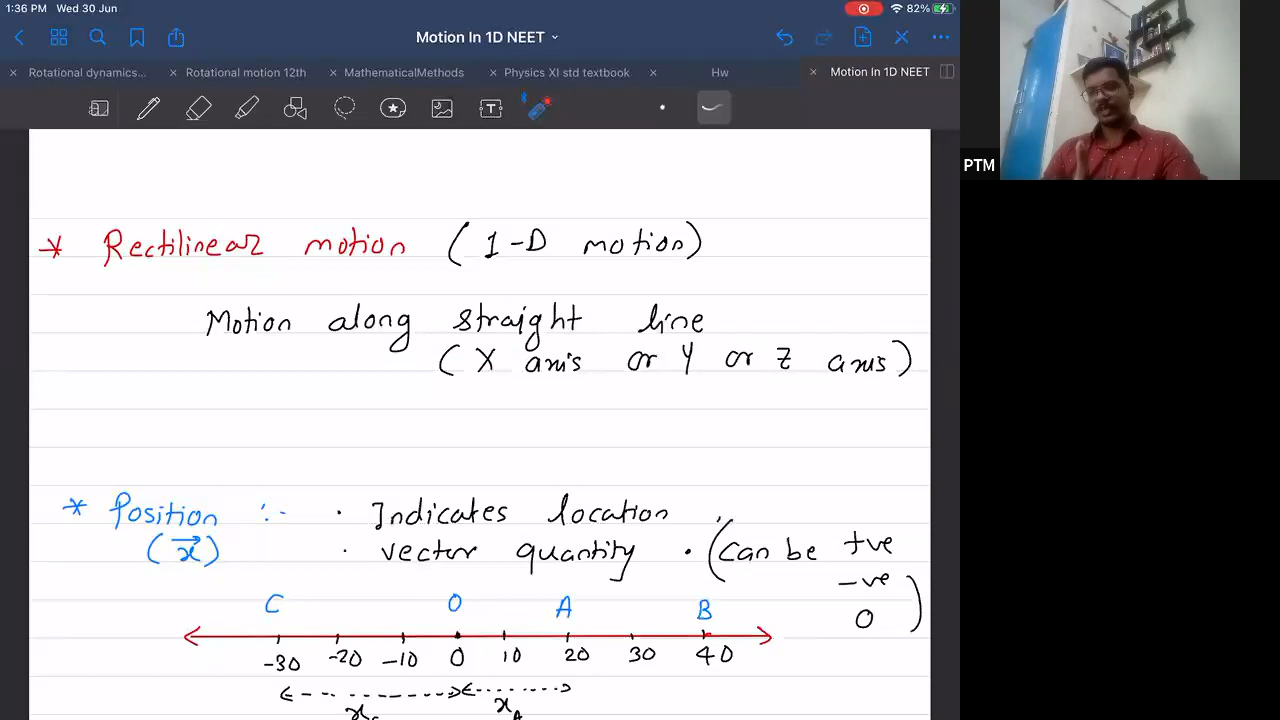 1:36 PM Wed 30 Jun 82%
Motion In 1D NEET
Rotational dynamics... Rotational motion 12th MathematicalMethods Physics XI std textbook Hw Motion In 1D NEET
PTM
* Rectilinear motion (1-D motion)
Motion along straight line
(X axis or Y or Z axis)
* Position :- · Indicates location
(x⃗) · vector quantity · (can be +ve
-ve
0)
C O A B
-30 -20 -10 0 10 20 30 40
x_A